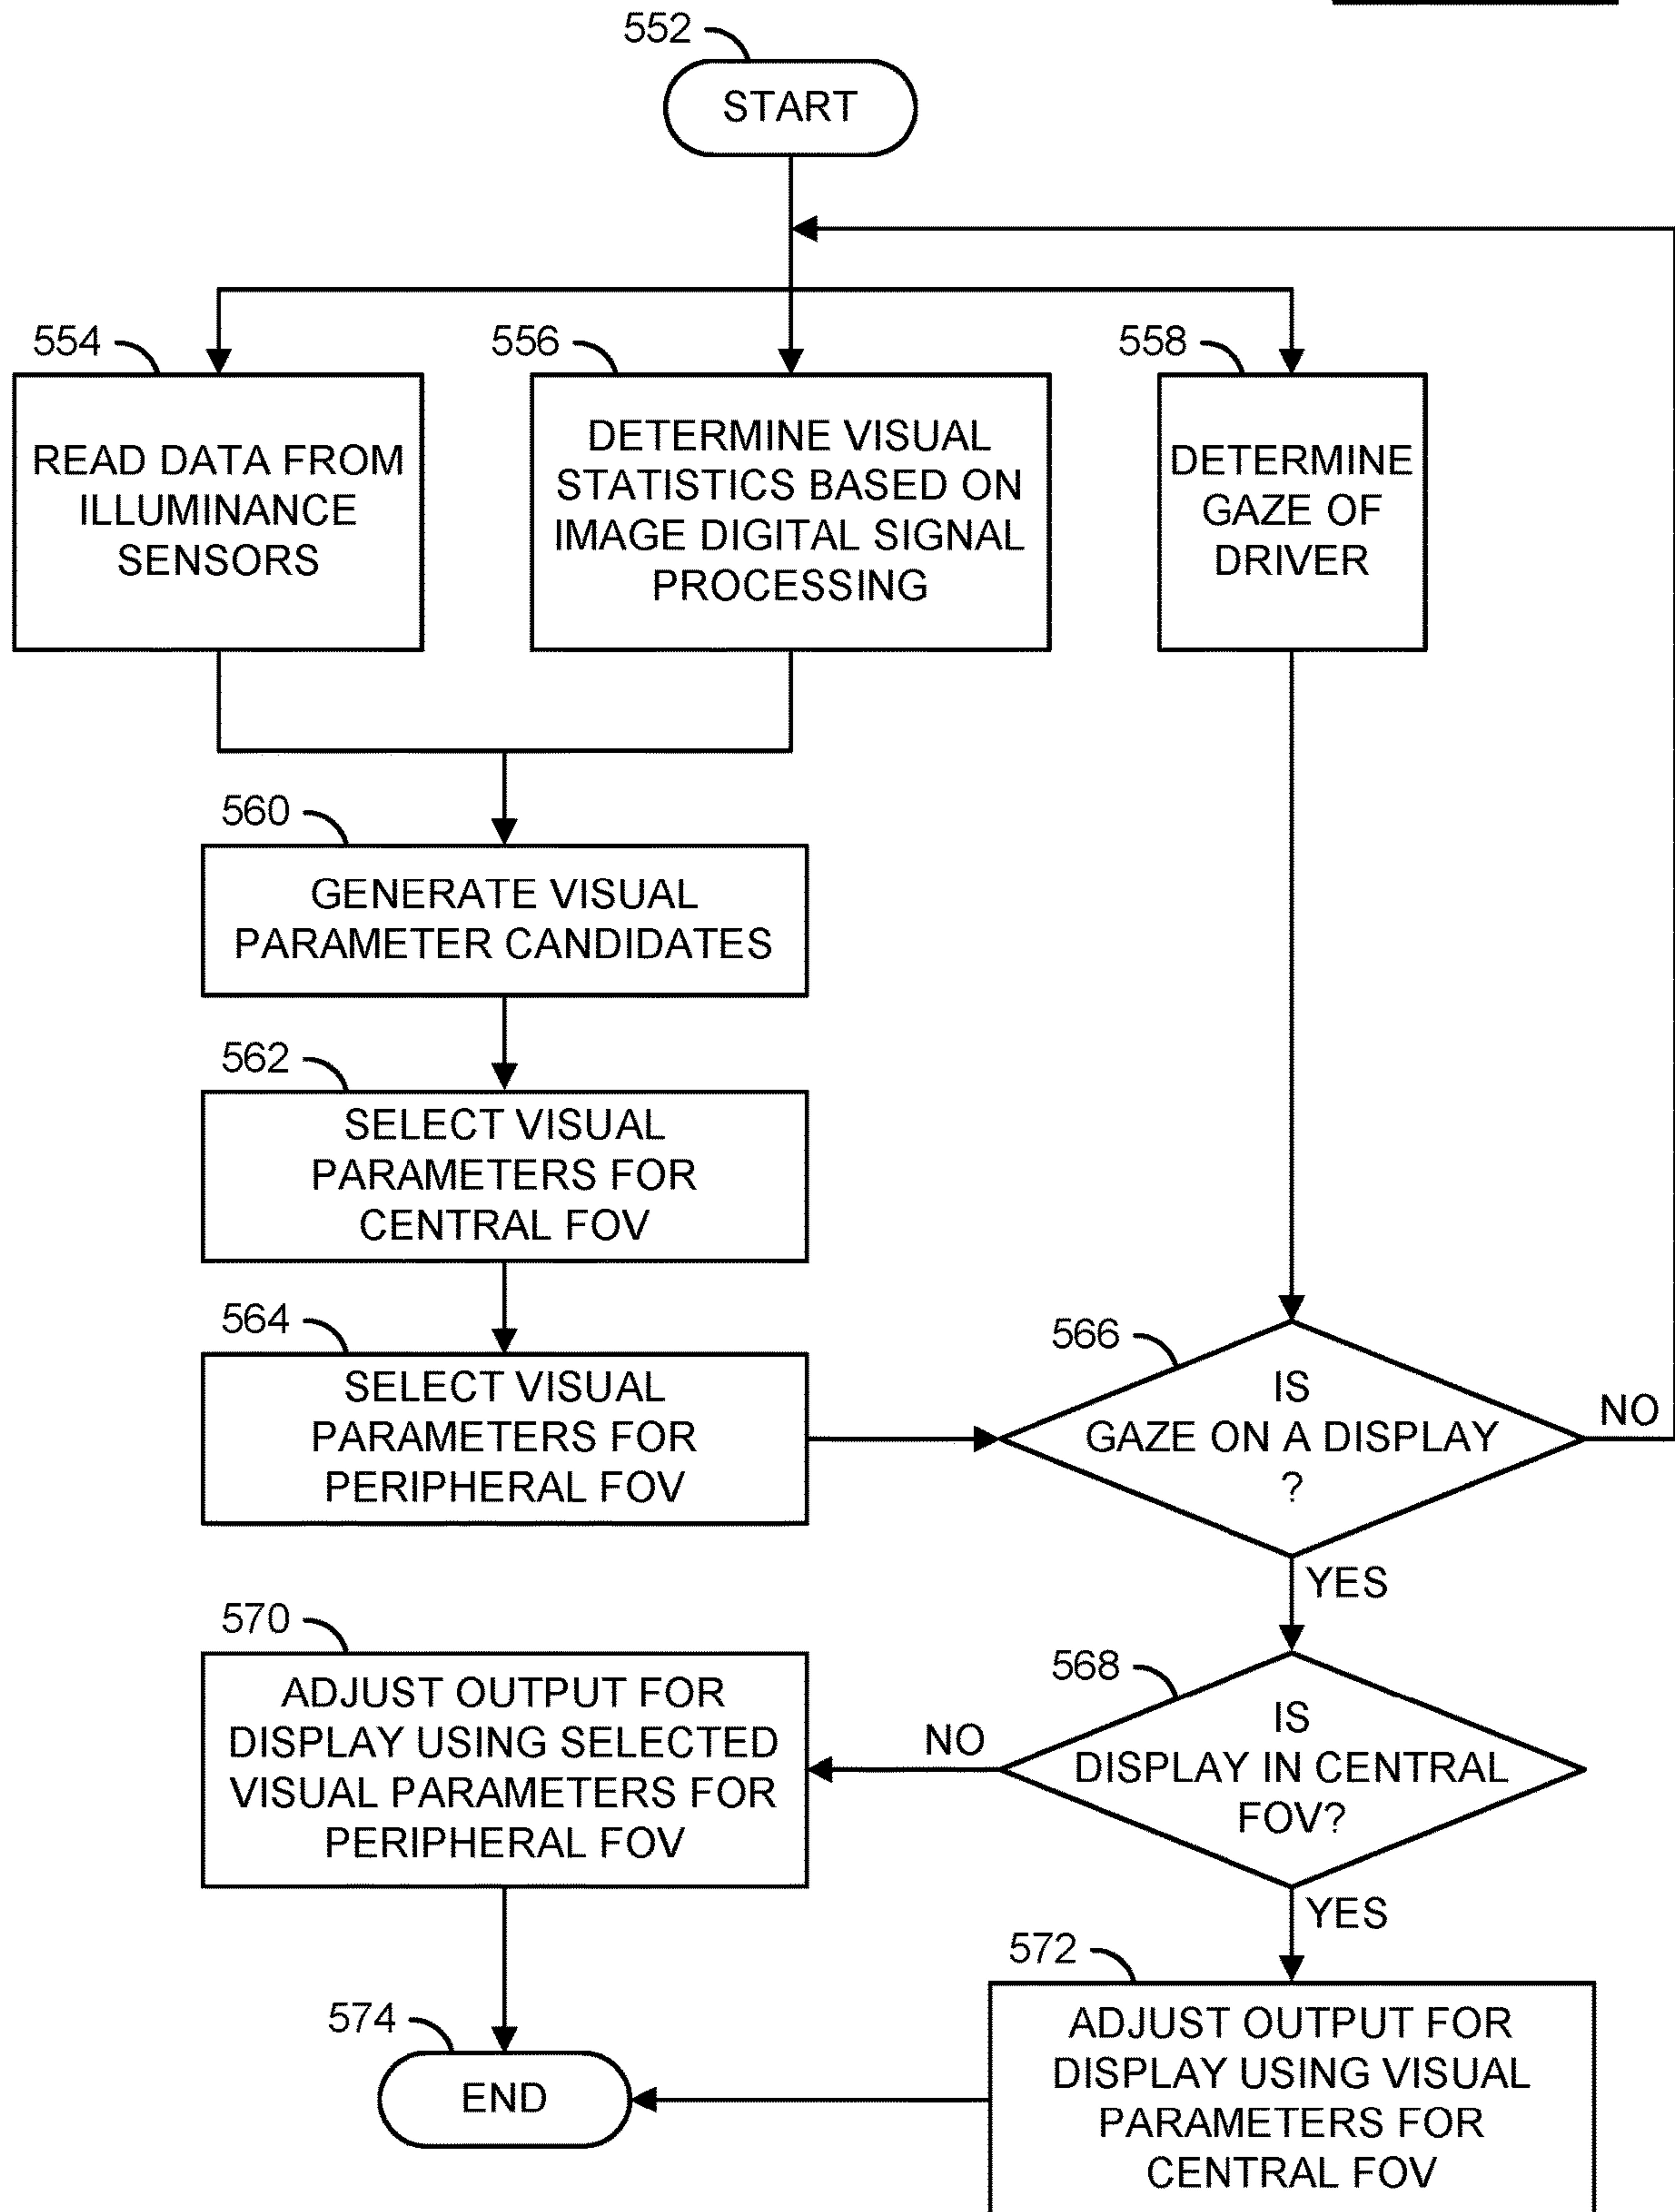 552
START
554
556
558
READ DATA FROM
ILLUMINANCE
SENSORS
DETERMINE VISUAL
STATISTICS BASED ON
IMAGE DIGITAL SIGNAL
PROCESSING
DETERMINE
GAZE OF
DRIVER
560
GENERATE VISUAL
PARAMETER CANDIDATES
562
SELECT VISUAL
PARAMETERS FOR
CENTRAL FOV
564
SELECT VISUAL
PARAMETERS FOR
PERIPHERAL FOV
566
IS
GAZE ON A DISPLAY
?
NO
YES
570
ADJUST OUTPUT FOR
DISPLAY USING SELECTED
VISUAL PARAMETERS FOR
PERIPHERAL FOV
568
IS
DISPLAY IN CENTRAL
FOV?
NO
YES
572
ADJUST OUTPUT FOR
DISPLAY USING VISUAL
PARAMETERS FOR
CENTRAL FOV
574
END